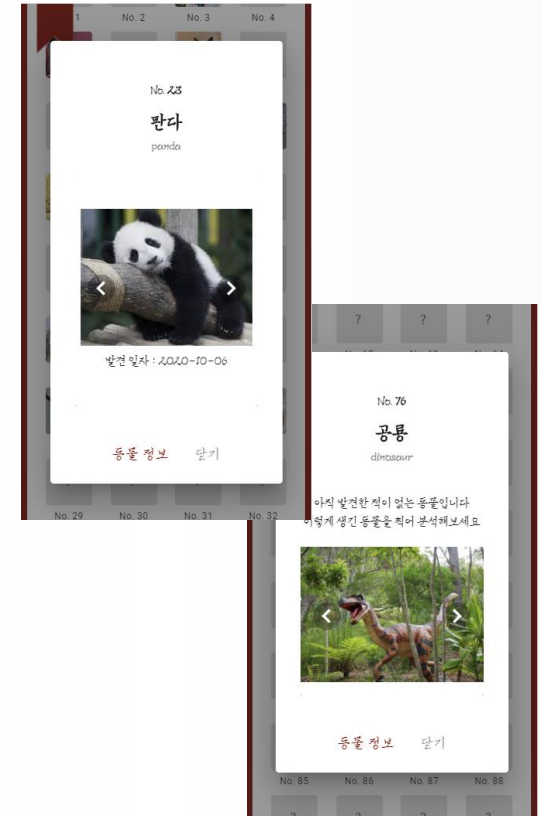 1
No. 2
No. 3
No. 4
No. 23
판다
panda
발견 일자 : 2020-10-06
동물 정보
닫기
No. 29
No. 30
No. 31
No. 32
?
?
?
No. 76
공룡
dinosaur
아직 발견한 적이 없는 동물입니다
이렇게 생긴 동물을 찍어 분석해보세요
동물 정보
닫기
No. 85
No. 86
No. 87
No. 88
?
?
?
?